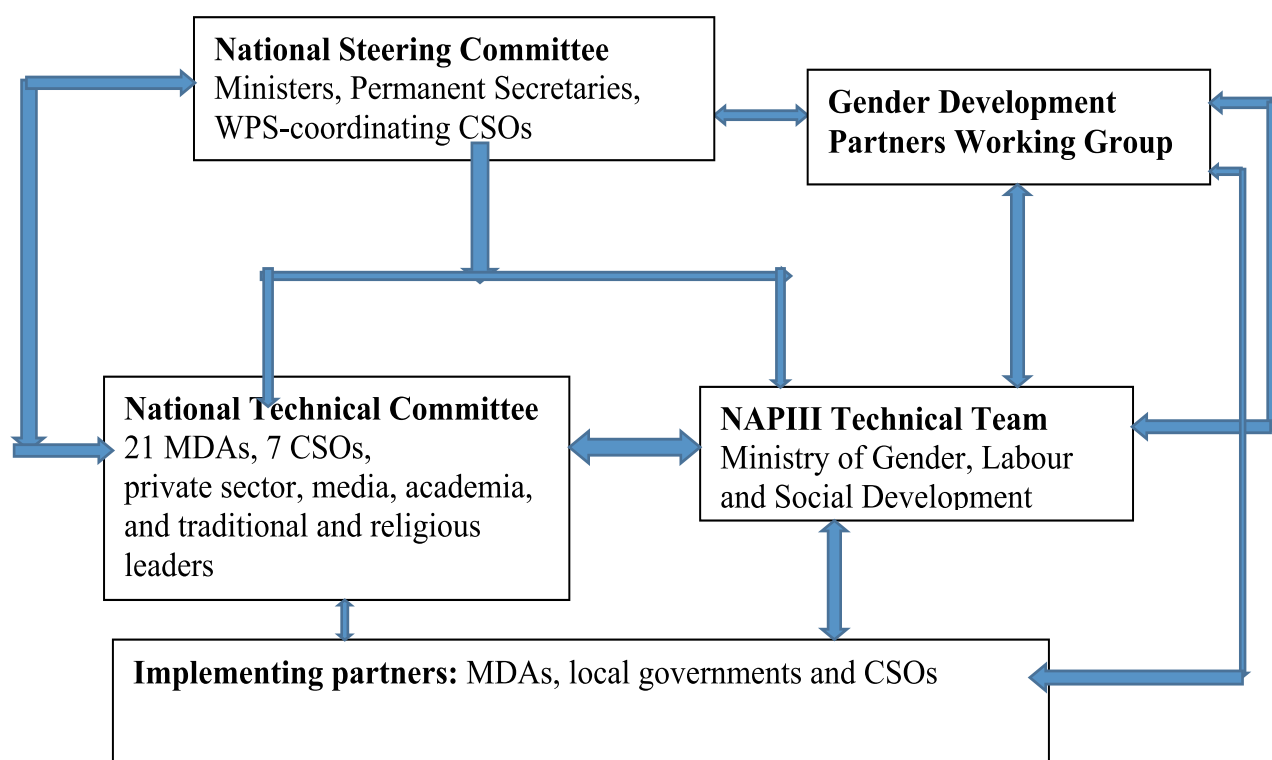 National Steering Committee
Ministers, Permanent Secretaries,
WPS-coordinating CSOs
Gender Development
Partners Working Group
National Technical Committee
21 MDAs, 7 CSOs,
private sector, media, academia,
and traditional and religious
leaders
NAPIII Technical Team
Ministry of Gender, Labour
and Social Development
Implementing partners: MDAs, local governments and CSOs